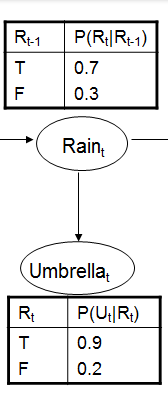 Rt-1 P(Rt|Rt-1)
T 0.7
F 0.3
Raint
Umbrellat
Rt P(Ut|Rt)
T 0.9
F 0.2